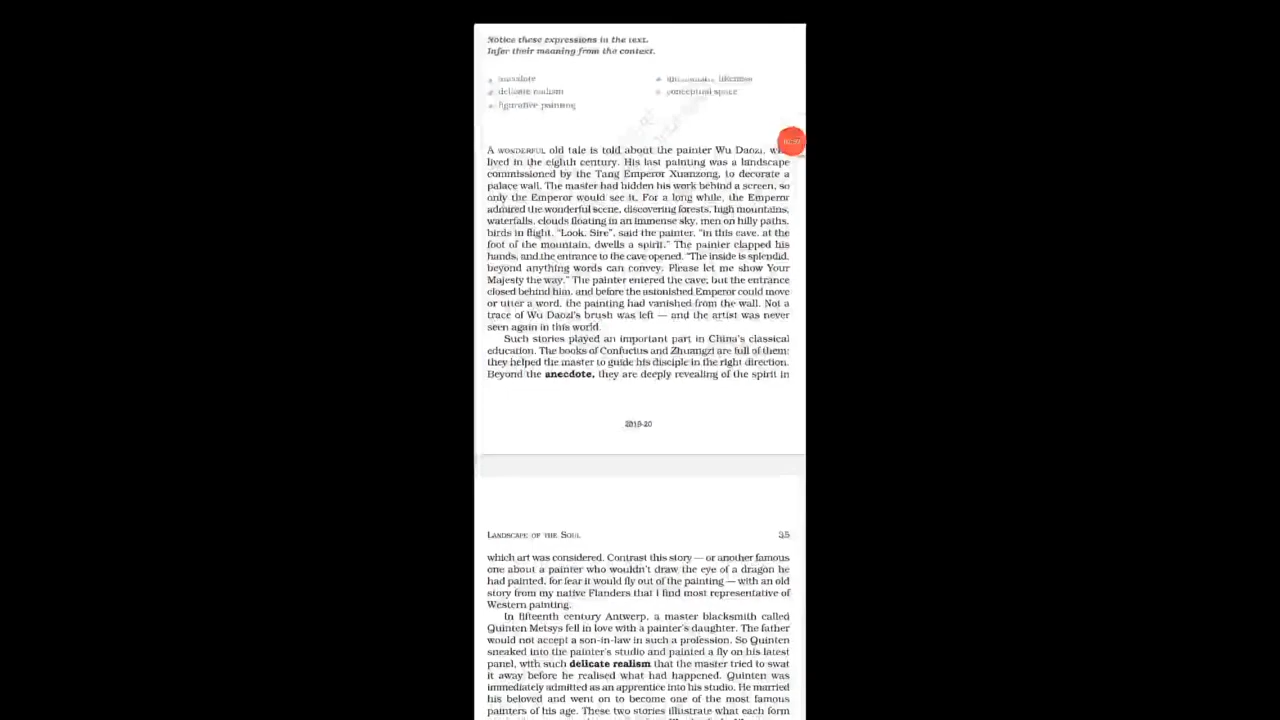 Notice these expressions in the text.
Infer their meaning from the context.
anecdote
delicate realism
figurative painting
likeness
conceptual space
A WONDERFUL old tale is told about the painter Wu Daozi, who
lived in the eighth century. His last painting was a landscape
commissioned by the Tang Emperor Xuanzong, to decorate a
palace wall. The master had hidden his work behind a screen, so
only the Emperor would see it. For a long while, the Emperor
admired the wonderful scene, discovering forests, high mountains,
waterfalls, clouds floating in an immense sky, men on hilly paths,
birds in flight. "Look, Sire", said the painter, "in this cave, at the
foot of the mountain, dwells a spirit." The painter clapped his
hands, and the entrance to the cave opened. "The inside is splendid,
beyond anything words can convey. Please let me show Your
Majesty the way." The painter entered the cave; but the entrance
closed behind him, and before the astonished Emperor could move
or utter a word, the painting had vanished from the wall. Not a
trace of Wu Daozi's brush was left — and the artist was never
seen again in this world.
Such stories played an important part in China's classical
education. The books of Confucius and Zhuangzi are full of them;
they helped the master to guide his disciple in the right direction.
Beyond the anecdote, they are deeply revealing of the spirit in
2019-20
LANDSCAPE OF THE SOUL 35
which art was considered. Contrast this story — or another famous
one about a painter who wouldn't draw the eye of a dragon he
had painted, for fear it would fly out of the painting — with an old
story from my native Flanders that I find most representative of
Western painting.
In fifteenth century Antwerp, a master blacksmith called
Quinten Metsys fell in love with a painter's daughter. The father
would not accept a son-in-law in such a profession. So Quinten
sneaked into the painter's studio and painted a fly on his latest
panel, with such delicate realism that the master tried to swat
it away before he realised what had happened. Quinten was
immediately admitted as an apprentice into his studio. He married
his beloved and went on to become one of the most famous
painters of his age. These two stories illustrate what each form